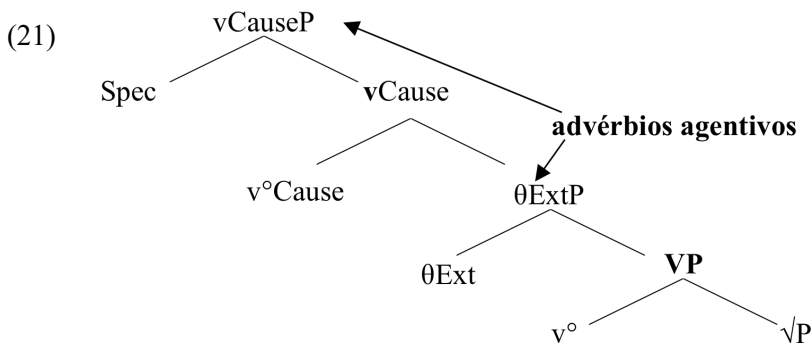 (21)
vCauseP
Spec
vCause
advérbios agentivos
v°Cause
θExtP
θExt
VP
v°
√P